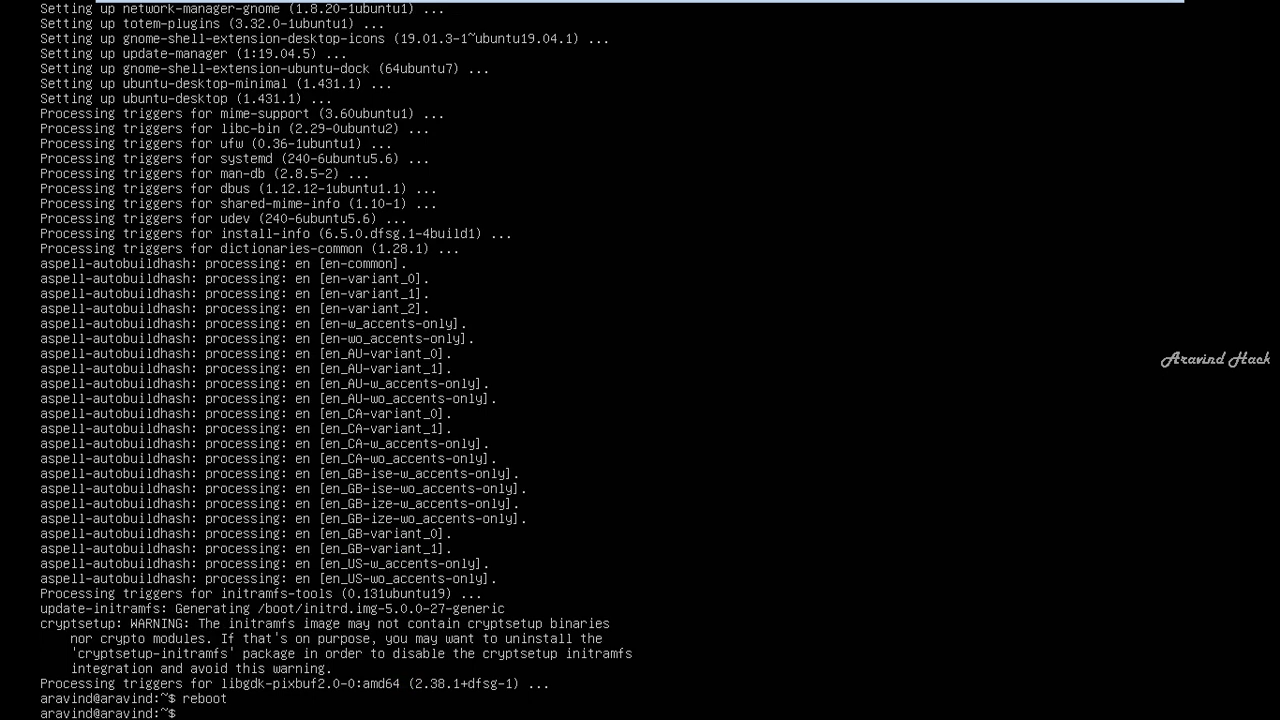 Setting up network-manager-gnome (1.8.20-1ubuntu1) ...
Setting up totem-plugins (3.32.0-1ubuntu1) ...
Setting up gnome-shell-extension-desktop-icons (19.01.3-1~ubuntu19.04.1) ...
Setting up update-manager (1:19.04.5) ...
Setting up gnome-shell-extension-ubuntu-dock (64ubuntu7) ...
Setting up ubuntu-desktop-minimal (1.431.1) ...
Setting up ubuntu-desktop (1.431.1) ...
Processing triggers for mime-support (3.60ubuntu1) ...
Processing triggers for libc-bin (2.29-0ubuntu2) ...
Processing triggers for ufw (0.36-1ubuntu1) ...
Processing triggers for systemd (240-6ubuntu5.6) ...
Processing triggers for man-db (2.8.5-2) ...
Processing triggers for dbus (1.12.12-1ubuntu1.1) ...
Processing triggers for shared-mime-info (1.10-1) ...
Processing triggers for udev (240-6ubuntu5.6) ...
Processing triggers for install-info (6.5.0.dfsg.1-4build1) ...
Processing triggers for dictionaries-common (1.28.1) ...
aspell-autobuildhash: processing: en [en-common].
aspell-autobuildhash: processing: en [en-variant_0].
aspell-autobuildhash: processing: en [en-variant_1].
aspell-autobuildhash: processing: en [en-variant_2].
aspell-autobuildhash: processing: en [en-w_accents-only].
aspell-autobuildhash: processing: en [en-wo_accents-only].
aspell-autobuildhash: processing: en [en_AU-variant_0].
aspell-autobuildhash: processing: en [en_AU-variant_1].
aspell-autobuildhash: processing: en [en_AU-w_accents-only].
aspell-autobuildhash: processing: en [en_AU-wo_accents-only].
aspell-autobuildhash: processing: en [en_CA-variant_0].
aspell-autobuildhash: processing: en [en_CA-variant_1].
aspell-autobuildhash: processing: en [en_CA-w_accents-only].
aspell-autobuildhash: processing: en [en_CA-wo_accents-only].
aspell-autobuildhash: processing: en [en_GB-ise-w_accents-only].
aspell-autobuildhash: processing: en [en_GB-ise-wo_accents-only].
aspell-autobuildhash: processing: en [en_GB-ize-w_accents-only].
aspell-autobuildhash: processing: en [en_GB-ize-wo_accents-only].
aspell-autobuildhash: processing: en [en_GB-variant_0].
aspell-autobuildhash: processing: en [en_GB-variant_1].
aspell-autobuildhash: processing: en [en_US-w_accents-only].
aspell-autobuildhash: processing: en [en_US-wo_accents-only].
Processing triggers for initramfs-tools (0.131ubuntu19) ...
update-initramfs: Generating /boot/initrd.img-5.0.0-27-generic
cryptsetup: WARNING: The initramfs image may not contain cryptsetup binaries
nor crypto modules. If that's on purpose, you may want to uninstall the
'cryptsetup-initramfs' package in order to disable the cryptsetup initramfs
integration and avoid this warning.
Processing triggers for libgdk-pixbuf2.0-0:amd64 (2.38.1+dfsg-1) ...
aravind@aravind:~$ reboot
aravind@aravind:~$
Aravind Hack